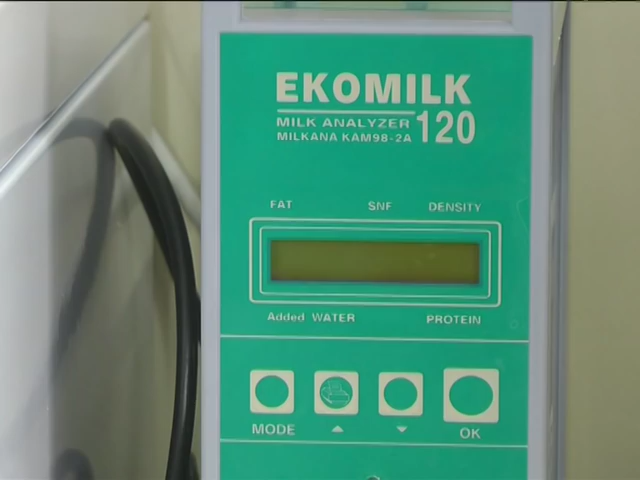 EKOMILK
MILK ANALYZER
MILKANA KAM98-2A
120
FAT SNF DENSITY
Added WATER PROTEIN
MODE
OK